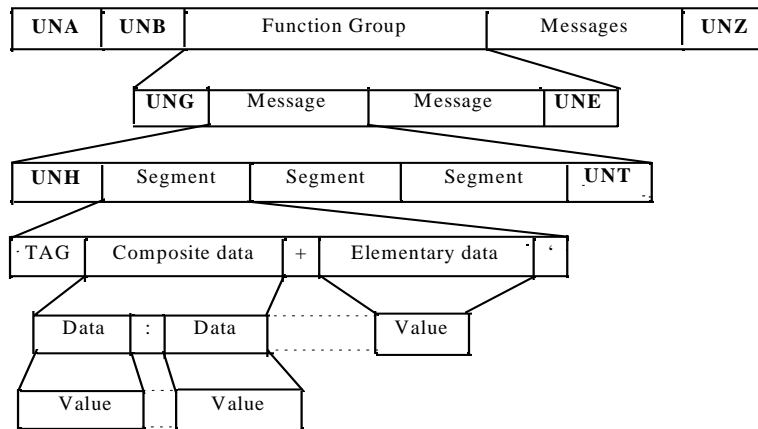 UNA UNB Function Group Messages UNZ
UNG Message Message UNE
UNH Segment Segment Segment UNT
TAG Composite data + Elementary data ‘
Data : Data Value
Value Value